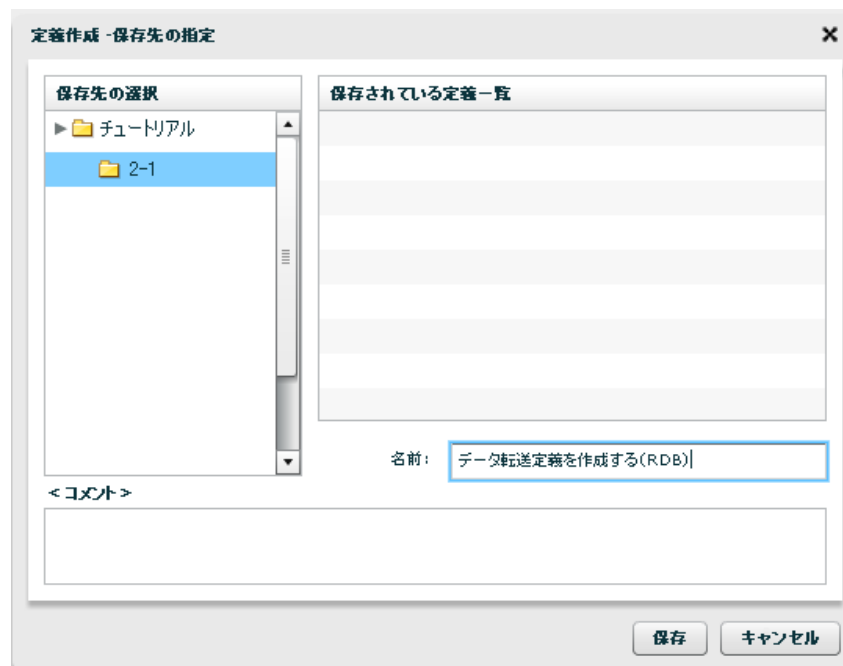 定義作成 -保存先の指定
保存先の選択
チュートリアル
2-1
保存されている定義一覧
名前:
データ転送定義を作成する(RDB)
<コメント>
保存
キャンセル